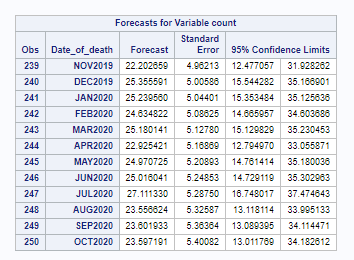 Forecasts for Variable count
Obs Date_of_death Forecast Standard Error 95% Confidence Limits
239 NOV2019 22.202659 4.96213 12.477057 31.928262
240 DEC2019 25.355591 5.00586 15.544282 35.166901
241 JAN2020 25.239560 5.04401 15.353484 35.125636
242 FEB2020 24.634822 5.08625 14.665957 34.603686
243 MAR2020 25.180141 5.12780 15.129829 35.230453
244 APR2020 22.925421 5.16869 12.794970 33.055871
245 MAY2020 24.970725 5.20893 14.761414 35.180036
246 JUN2020 25.016041 5.24853 14.729119 35.302963
247 JUL2020 27.111330 5.28750 16.748017 37.474643
248 AUG2020 23.556624 5.32587 13.118114 33.995133
249 SEP2020 23.601933 5.36364 13.089395 34.114471
250 OCT2020 23.597191 5.40082 13.011769 34.182612